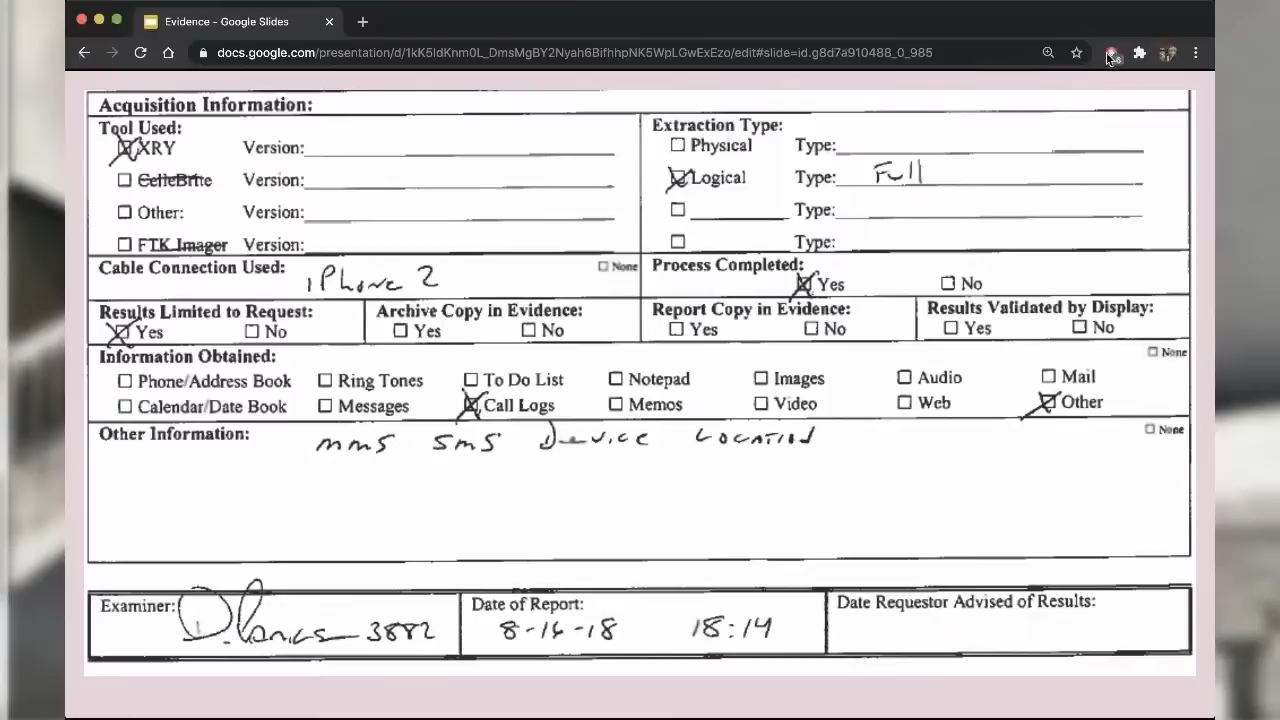 Evidence - Google Slides
docs.google.com/presentation/d/1kK5IdKnm0L_DmsMgBY2Nyah6BifhhpNK5WpLGwExEzo/edit#slide=id.g8d7a910488_0_985
Acquisition Information:
Tool Used:
XRY Version:
CelleBrite Version:
Other: Version:
FTK Imager Version:
Extraction Type:
Physical Type:
Logical Type: Full
Type:
Type:
Cable Connection Used: iPhone 2 None
Process Completed: Yes No
Results Limited to Request: Yes No
Archive Copy in Evidence: Yes No
Report Copy in Evidence: Yes No
Results Validated by Display: Yes No
Information Obtained: None
Phone/Address Book Ring Tones To Do List Notepad Images Audio Mail
Calendar/Date Book Messages Call Logs Memos Video Web Other
Other Information: mms sms Device Location None
Examiner: 3882
Date of Report: 8-16-18 18:14
Date Requestor Advised of Results: